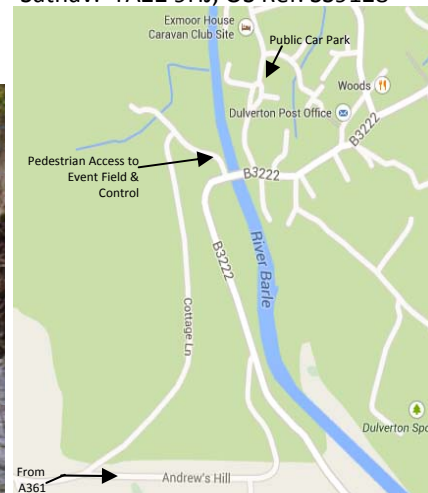 Exmoor House
Caravan Club Site
Public Car Park
Woods
Dulverton Post Office
B3222
Pedestrian Access to
Event Field &
Control
B3222
River Barle
B3222
Cottage Ln
Dulverton Spo
From
A361
Andrew's Hill